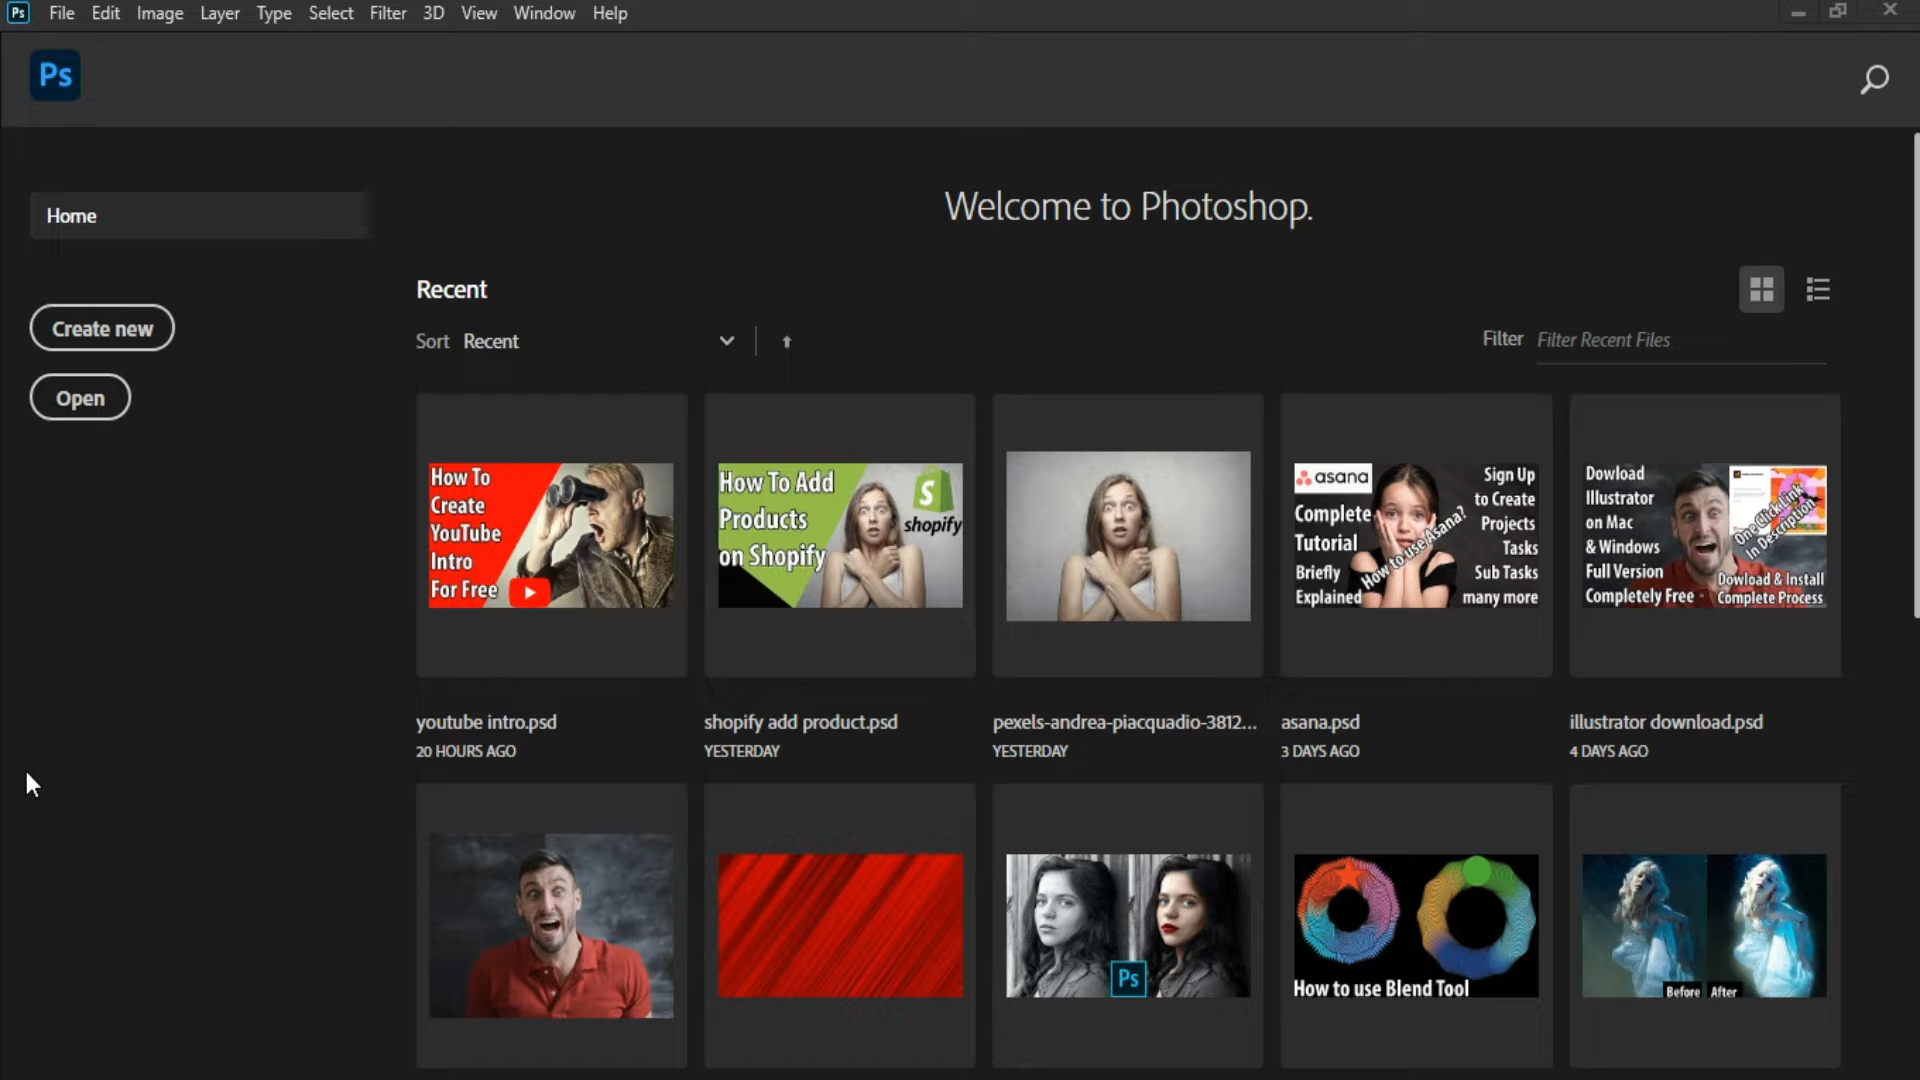 Ps File Edit Image Layer Type Select Filter 3D View Window Help
Ps
Home
Create new
Open
Welcome to Photoshop.
Recent
Sort Recent
Filter Filter Recent Files
How To
Create
YouTube
Intro
For Free
How To Add
Products
on Shopify
shopify
asana
Complete
Tutorial
Briefly
Explained
How to use Asana?
Sign Up
to Create
Projects
Tasks
Sub Tasks
many more
Dowload
Illustrator
on Mac
& Windows
Full Version
Completely Free
One Click Link
In Description
Dowload & Install
Complete Process
youtube intro.psd
20 HOURS AGO
shopify add product.psd
YESTERDAY
pexels-andrea-piacquadio-3812...
YESTERDAY
asana.psd
3 DAYS AGO
illustrator download.psd
4 DAYS AGO
Ps
How to use Blend Tool
Before After